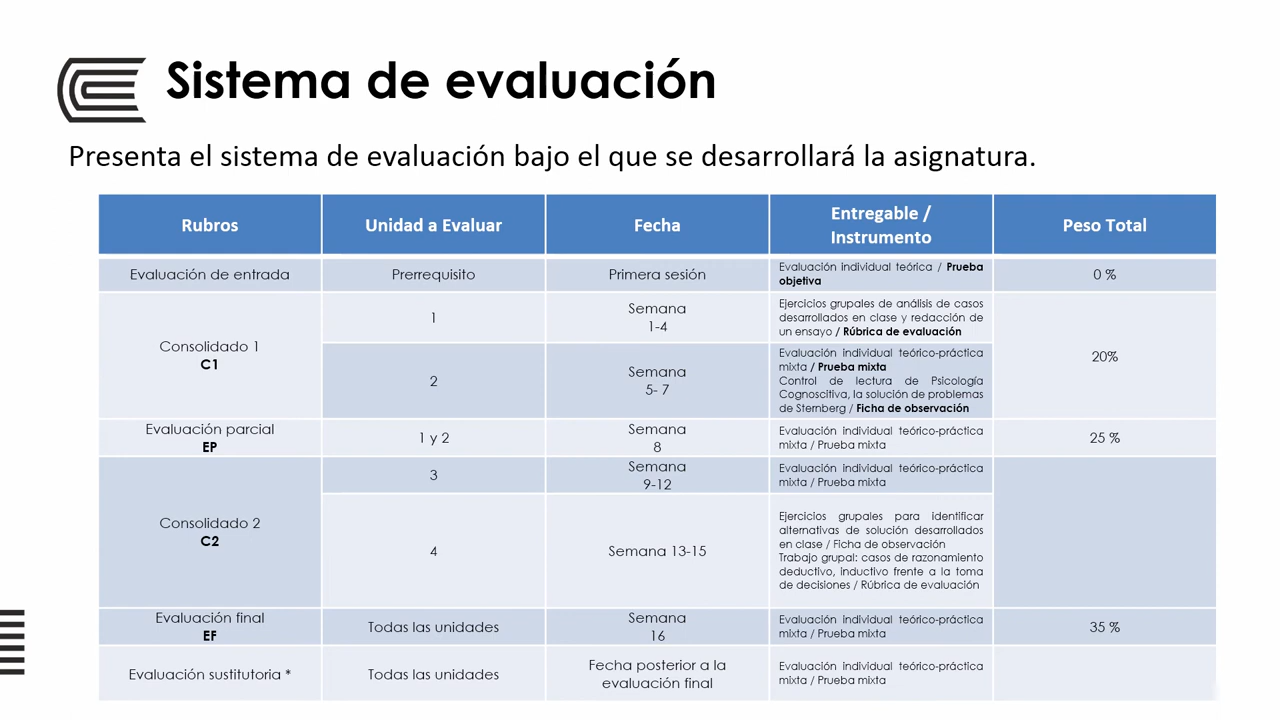 Sistema de evaluación
Presenta el sistema de evaluación bajo el que se desarrollará la asignatura.
Rubros
Unidad a Evaluar
Fecha
Entregable /
Instrumento
Peso Total
Evaluación de entrada
Prerrequisito
Primera sesión
Evaluación individual teórica / Prueba
objetiva
0 %
Consolidado 1
C1
1
Semana
1-4
Ejercicios grupales de análisis de casos
desarrollados en clase y redacción de
un ensayo / Rúbrica de evaluación
20%
2
Semana
5- 7
Evaluación individual teórico-práctica
mixta / Prueba mixta
Control de lectura de Psicología
Cognoscitiva, la solución de problemas
de Sternberg / Ficha de observación
Evaluación parcial
EP
1 y 2
Semana
8
Evaluación individual teórico-práctica
mixta / Prueba mixta
25 %
Consolidado 2
C2
3
Semana
9-12
Evaluación individual teórico-práctica
mixta / Prueba mixta
4
Semana 13-15
Ejercicios grupales para identificar
alternativas de solución desarrollados
en clase / Ficha de observación
Trabajo grupal: casos de razonamiento
deductivo, inductivo frente a la toma
de decisiones / Rúbrica de evaluación
Evaluación final
EF
Todas las unidades
Semana
16
Evaluación individual teórico-práctica
mixta / Prueba mixta
35 %
Evaluación sustitutoria *
Todas las unidades
Fecha posterior a la
evaluación final
Evaluación individual teórico-práctica
mixta / Prueba mixta